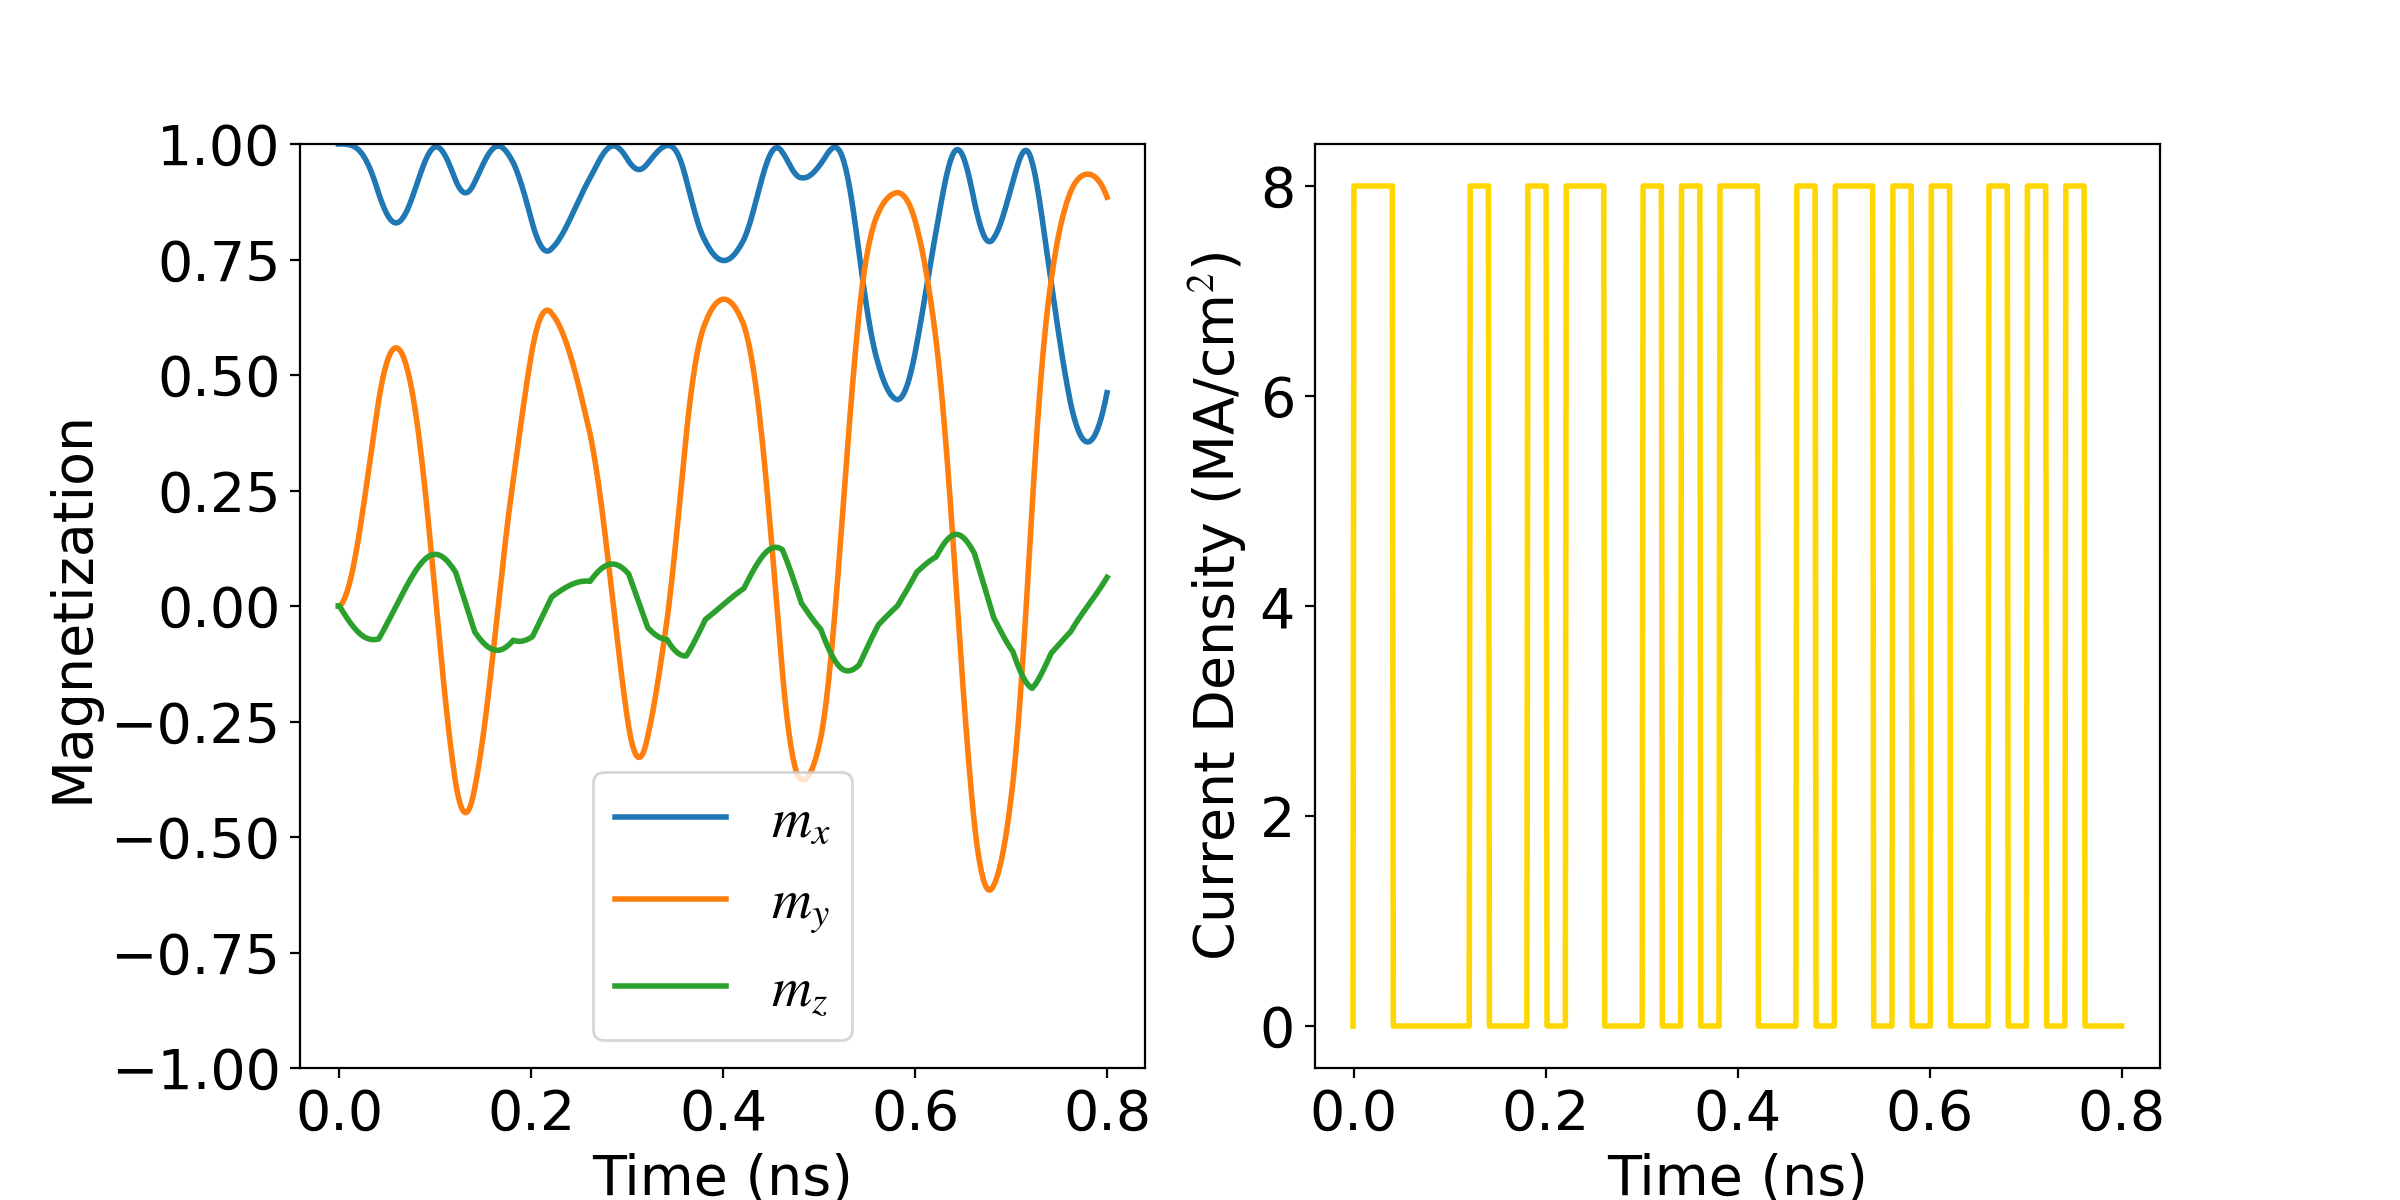 1.00
0.75
0.50
0.25
0.00
−0.25
−0.50
−0.75
−1.00
Magnetization
0.0 0.2 0.4 0.6 0.8
Time (ns)
m_x
m_y
m_z
8
6
4
2
0
Current Density (MA/cm²)
0.0 0.2 0.4 0.6 0.8
Time (ns)